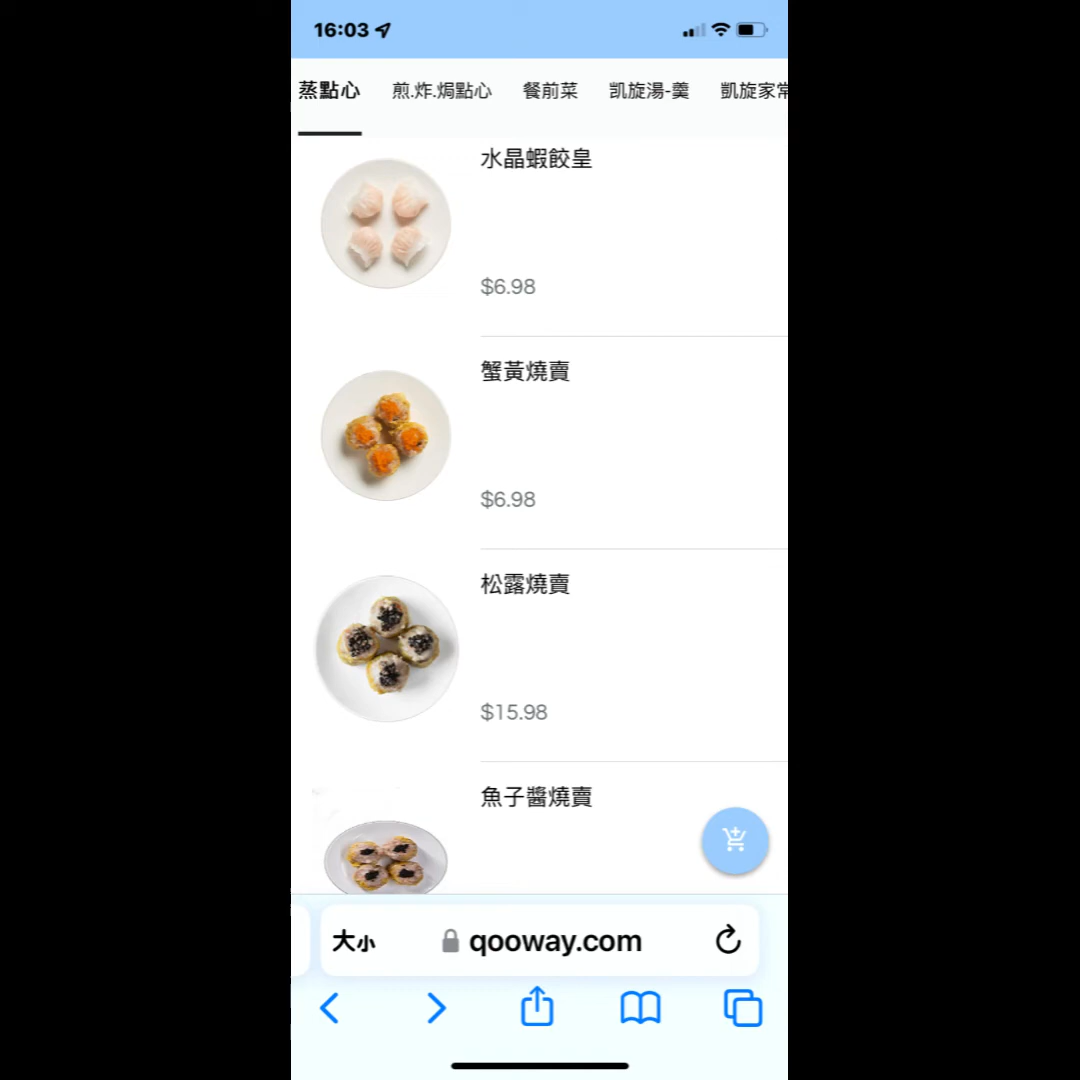 16:03
蒸點心 煎.炸.焗點心 餐前菜 凱旋湯-羹 凱旋家常
水晶蝦餃皇
$6.98
蟹黃燒賣
$6.98
松露燒賣
$15.98
魚子醬燒賣
大小 qooway.com